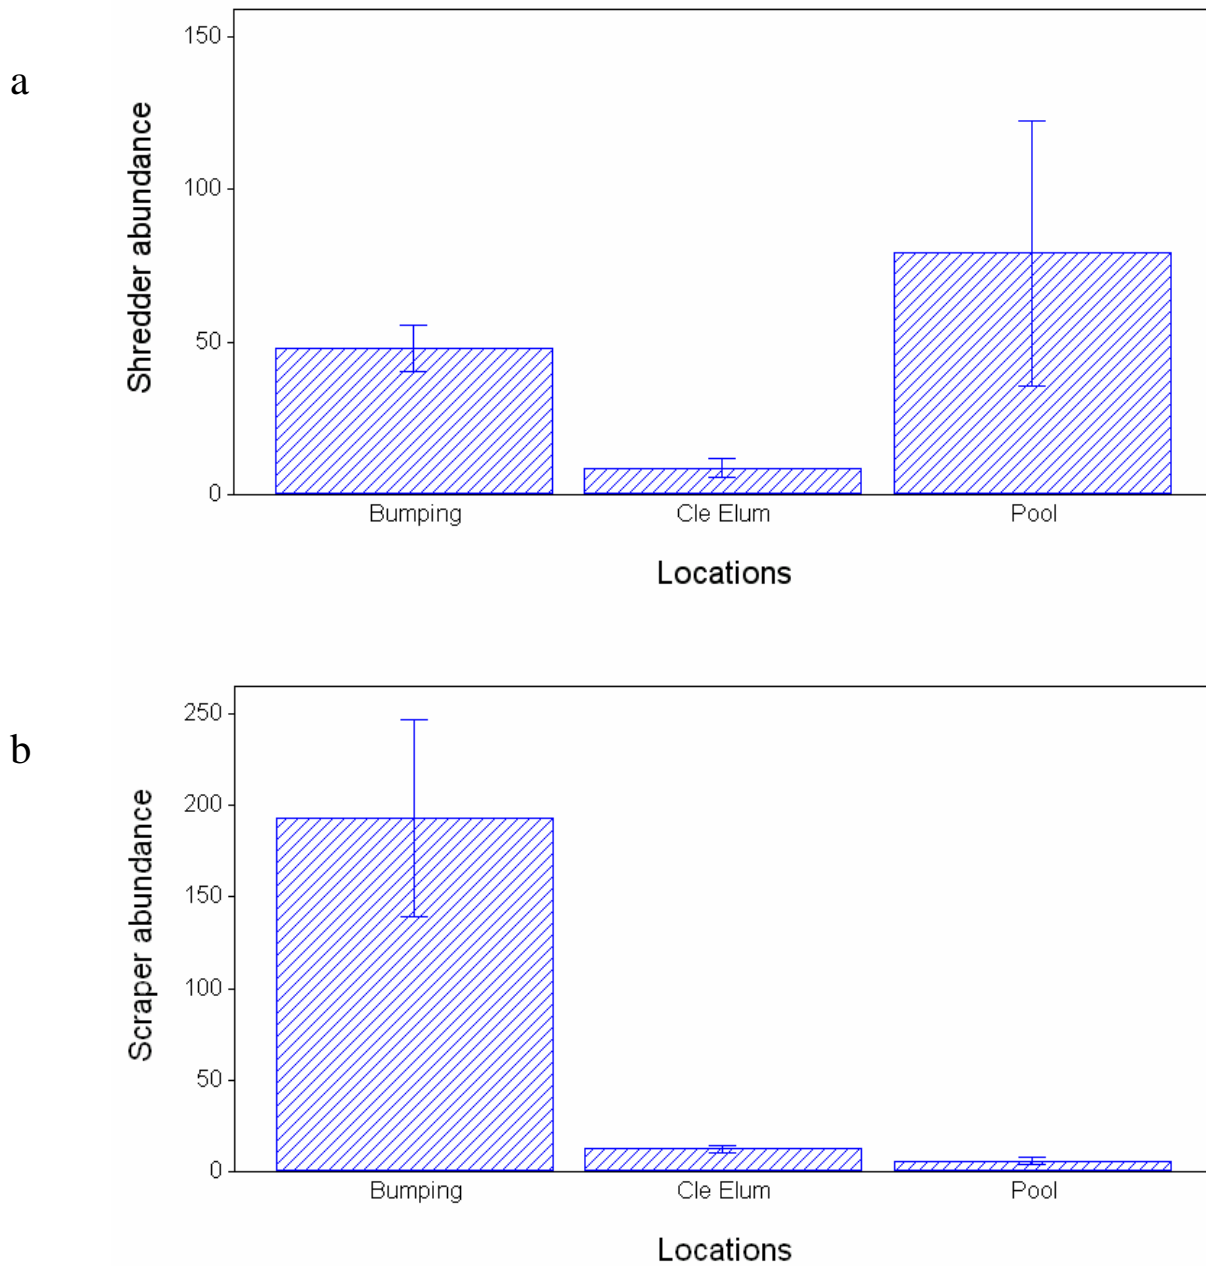 a
150
100
50
0
Shredder abundance
Bumping Cle Elum Pool
Locations
b
250
200
150
100
50
0
Scraper abundance
Bumping Cle Elum Pool
Locations